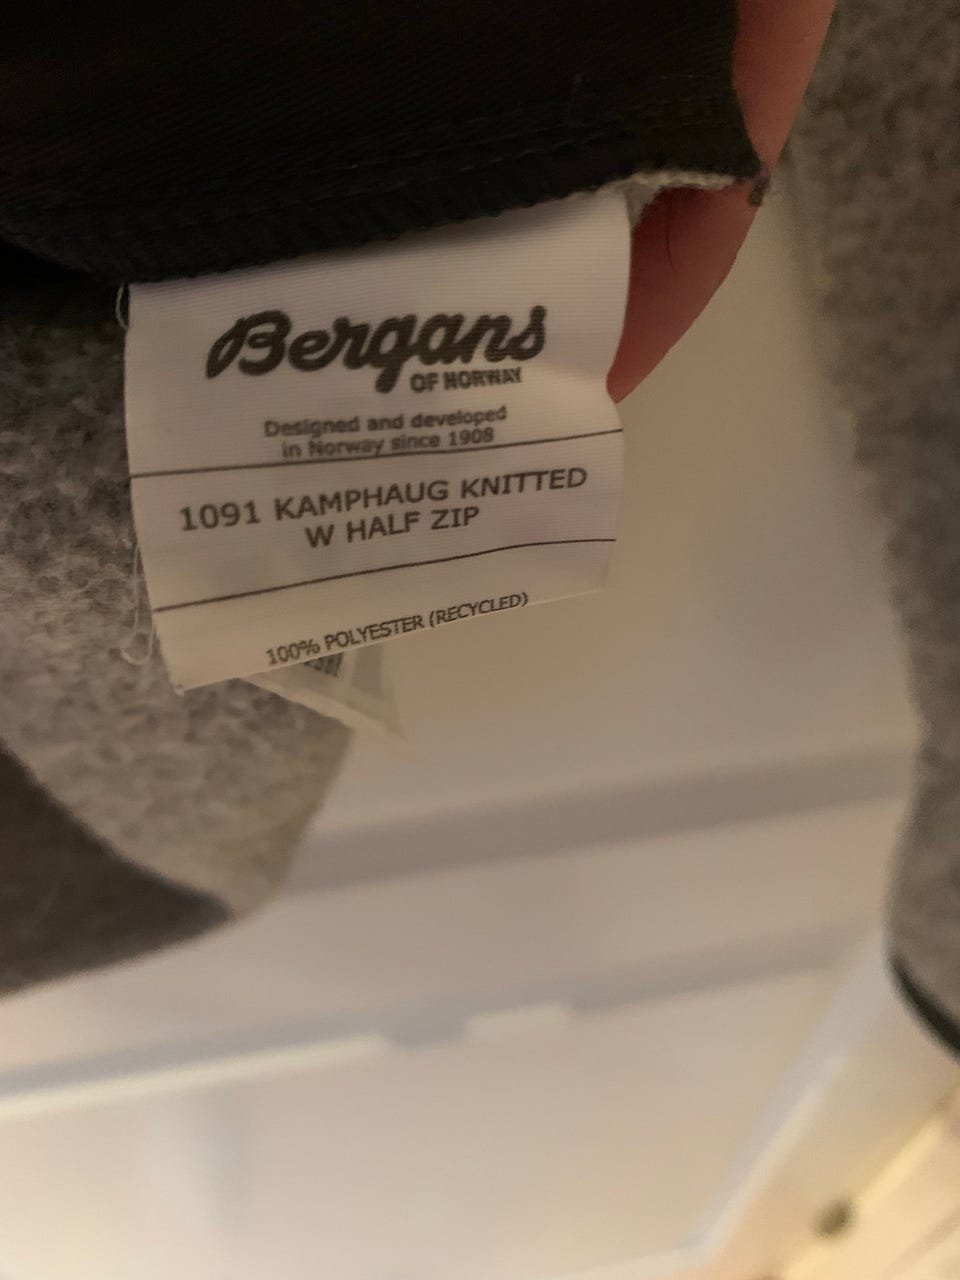 Bergans
OF NORWAY
Designed and developed
in Norway since 1908
1091 KAMPHAUG KNITTED
W HALF ZIP
100% POLYESTER (RECYCLED)